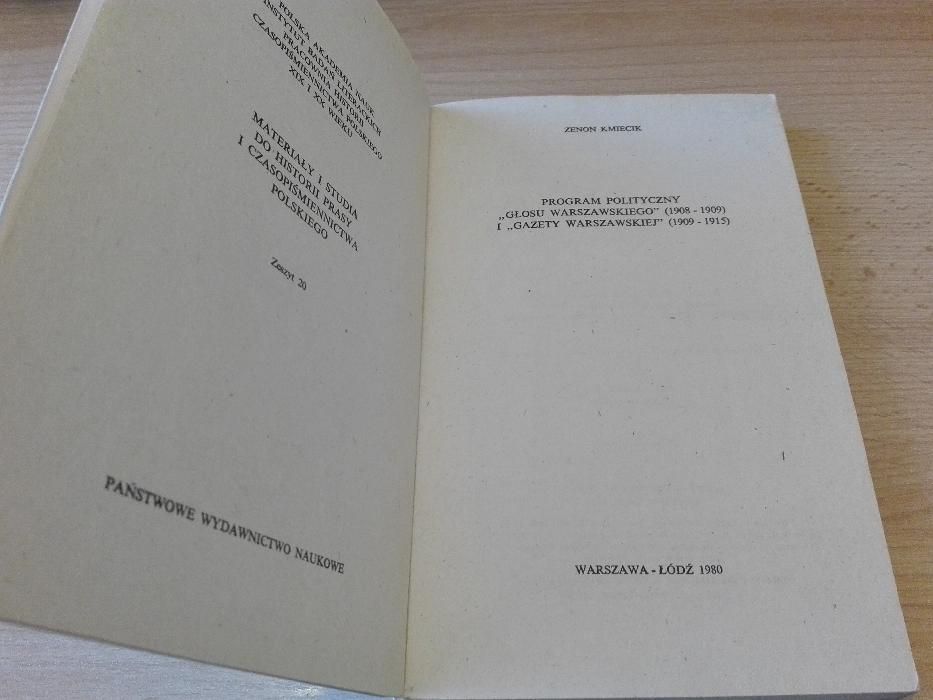 POLSKA AKADEMIA NAUK
INSTYTUT BADAŃ LITERACKICH
PRACOWNIA HISTORII
CZASOPIŚMIENNICTWA POLSKIEGO
XIX I XX WIEKU
MATERIAŁY I STUDIA
DO HISTORII PRASY
I CZASOPIŚMIENNICTWA
POLSKIEGO
Zeszyt 20
PAŃSTWOWE WYDAWNICTWO NAUKOWE
ZENON KMIECIK
PROGRAM POLITYCZNY
„GŁOSU WARSZAWSKIEGO” (1908 - 1909)
I „GAZETY WARSZAWSKIEJ” (1909 - 1915)
WARSZAWA - ŁÓDŹ 1980